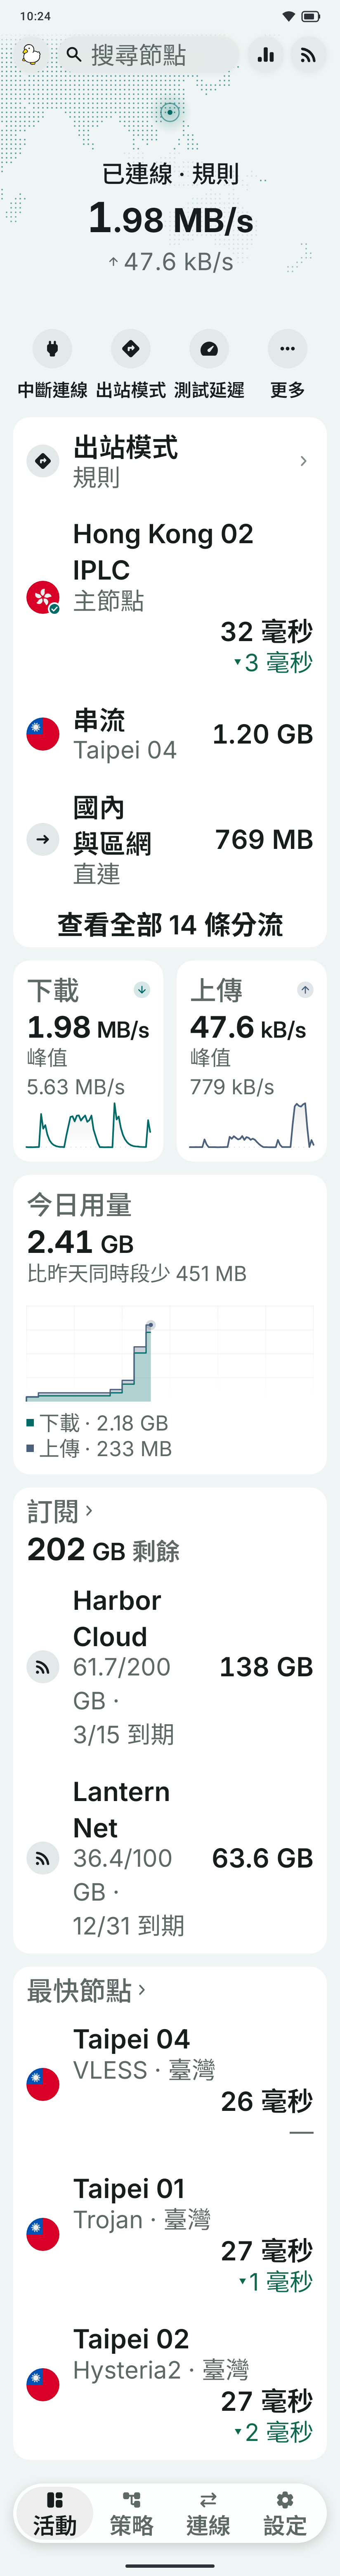 10:24
搜尋節點
已連線 · 規則
1.98 MB/s
↑ 47.6 kB/s
中斷連線 出站模式 測試延遲 更多
出站模式
規則
Hong Kong 02
IPLC
主節點
32 毫秒
▼3 毫秒
串流
Taipei 04
1.20 GB
國內
與區網
直連
769 MB
查看全部 14 條分流
下載
1.98 MB/s
峰值
5.63 MB/s
上傳
47.6 kB/s
峰值
779 kB/s
今日用量
2.41 GB
比昨天同時段少 451 MB
下載 · 2.18 GB
上傳 · 233 MB
訂閱
202 GB 剩餘
Harbor
Cloud
61.7/200
GB ·
3/15 到期
138 GB
Lantern
Net
36.4/100
GB ·
12/31 到期
63.6 GB
最快節點
Taipei 04
VLESS · 臺灣
26 毫秒
—
Taipei 01
Trojan · 臺灣
27 毫秒
▼1 毫秒
Taipei 02
Hysteria2 · 臺灣
27 毫秒
▼2 毫秒
活動 策略 連線 設定